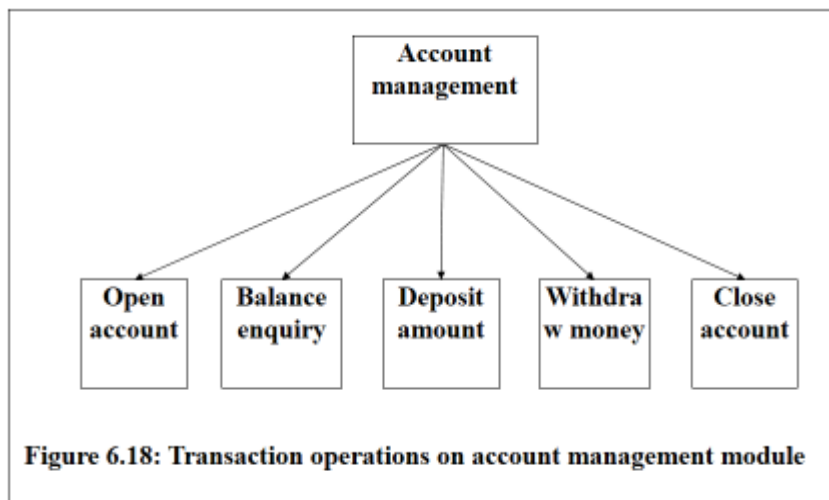 Account
management
Open
account
Balance
enquiry
Deposit
amount
Withdra
w money
Close
account
Figure 6.18: Transaction operations on account management module